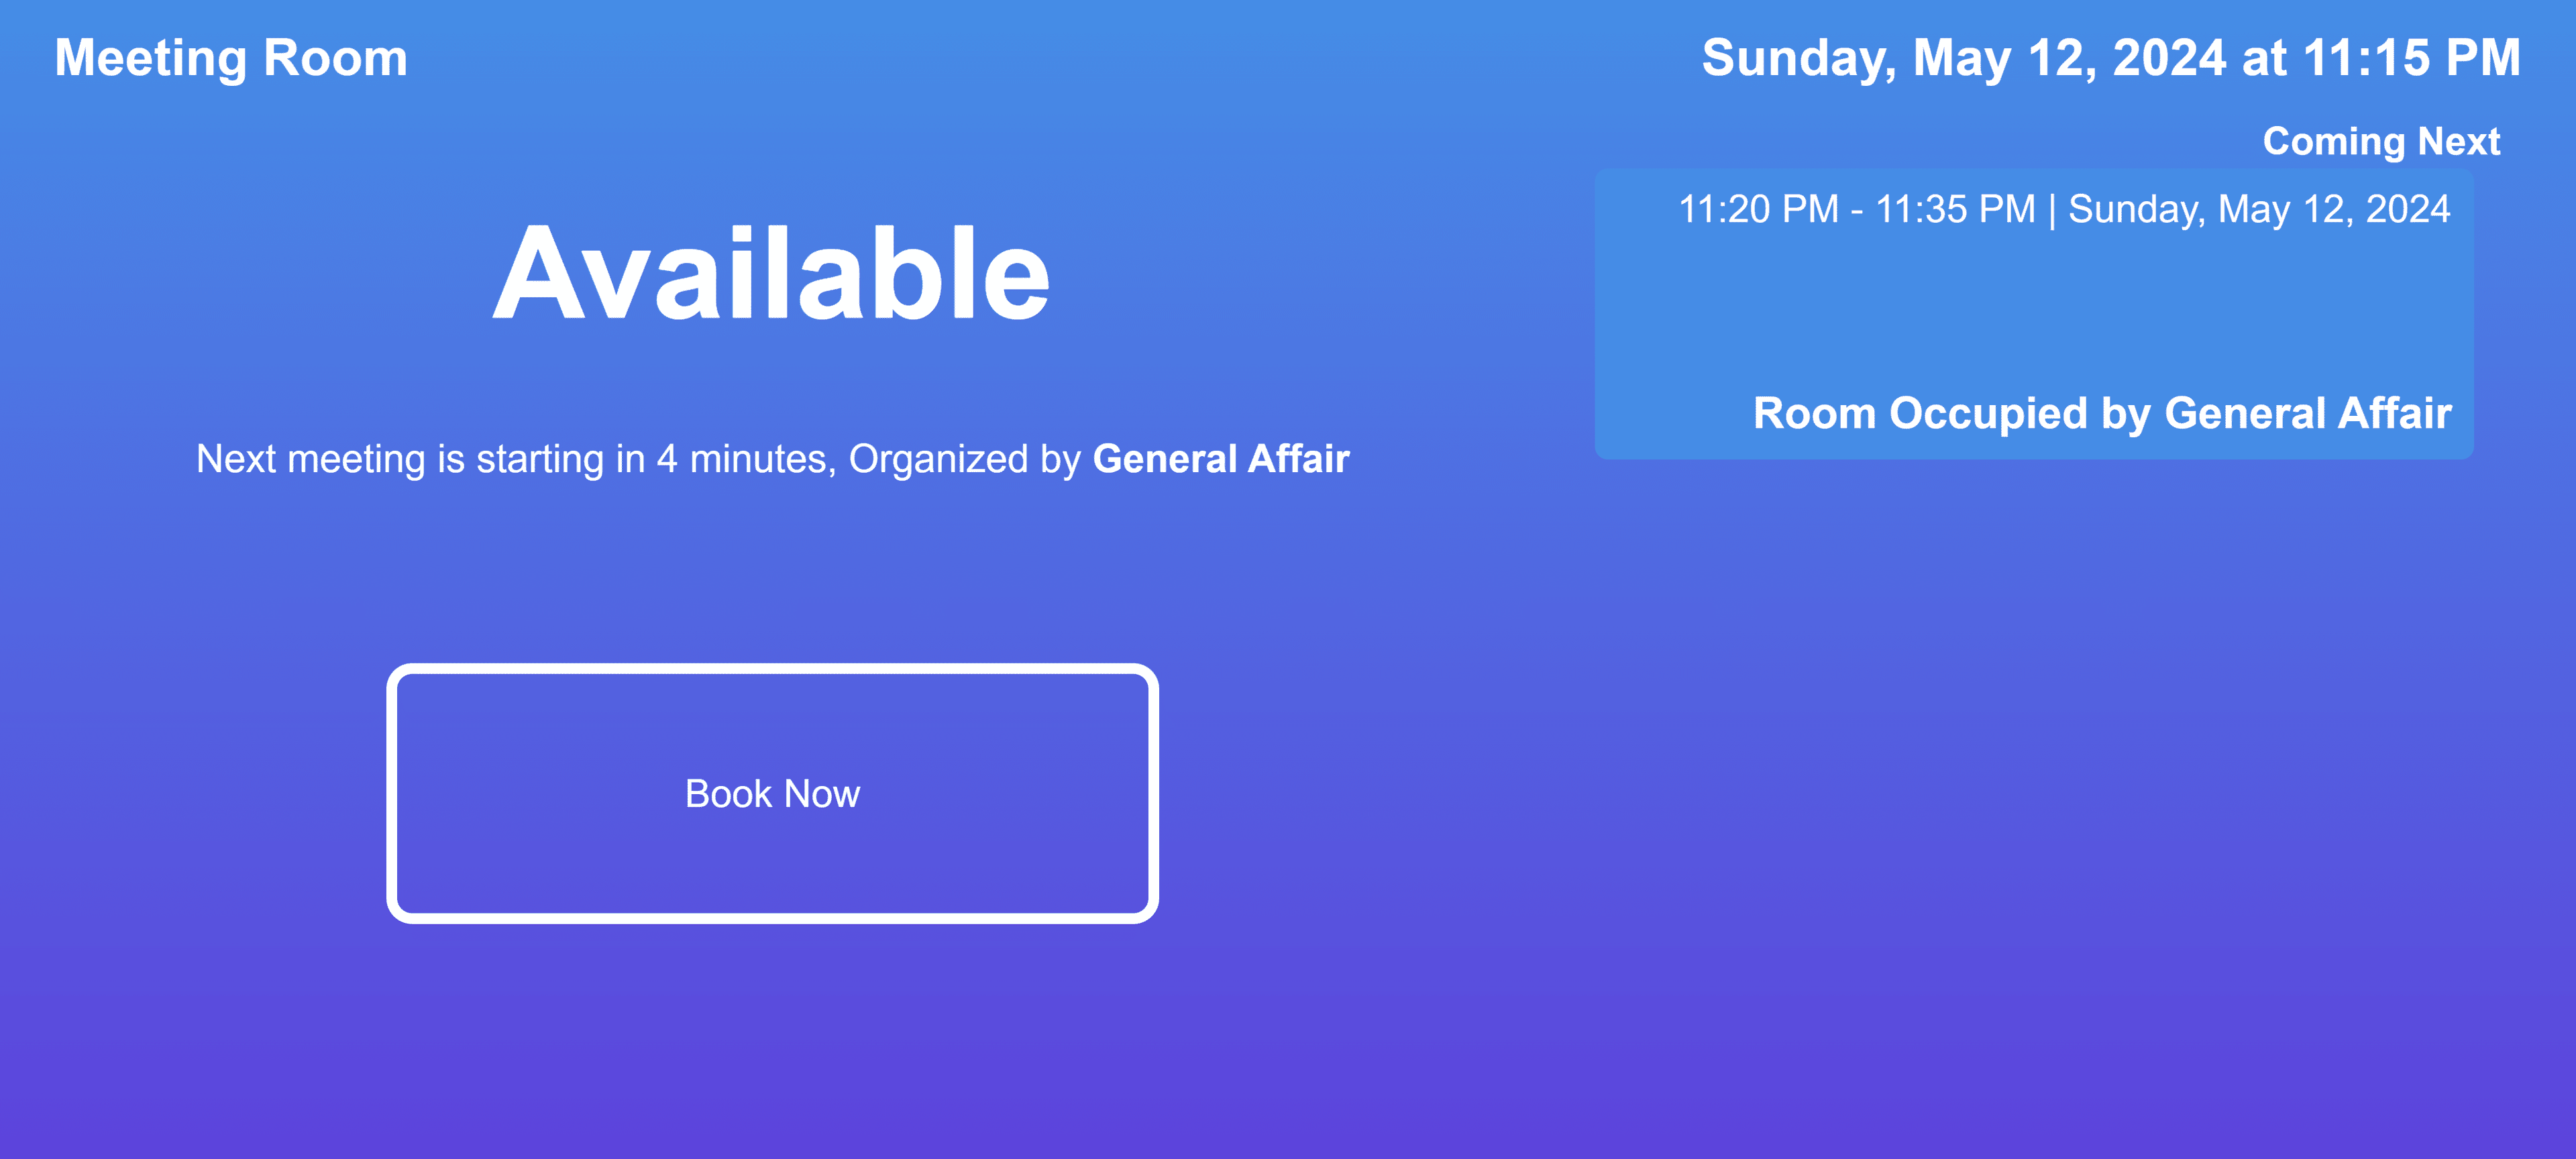 Meeting Room
Sunday, May 12, 2024 at 11:15 PM
Available
Next meeting is starting in 4 minutes, Organized by General Affair
Book Now
Coming Next
11:20 PM - 11:35 PM | Sunday, May 12, 2024
Room Occupied by General Affair